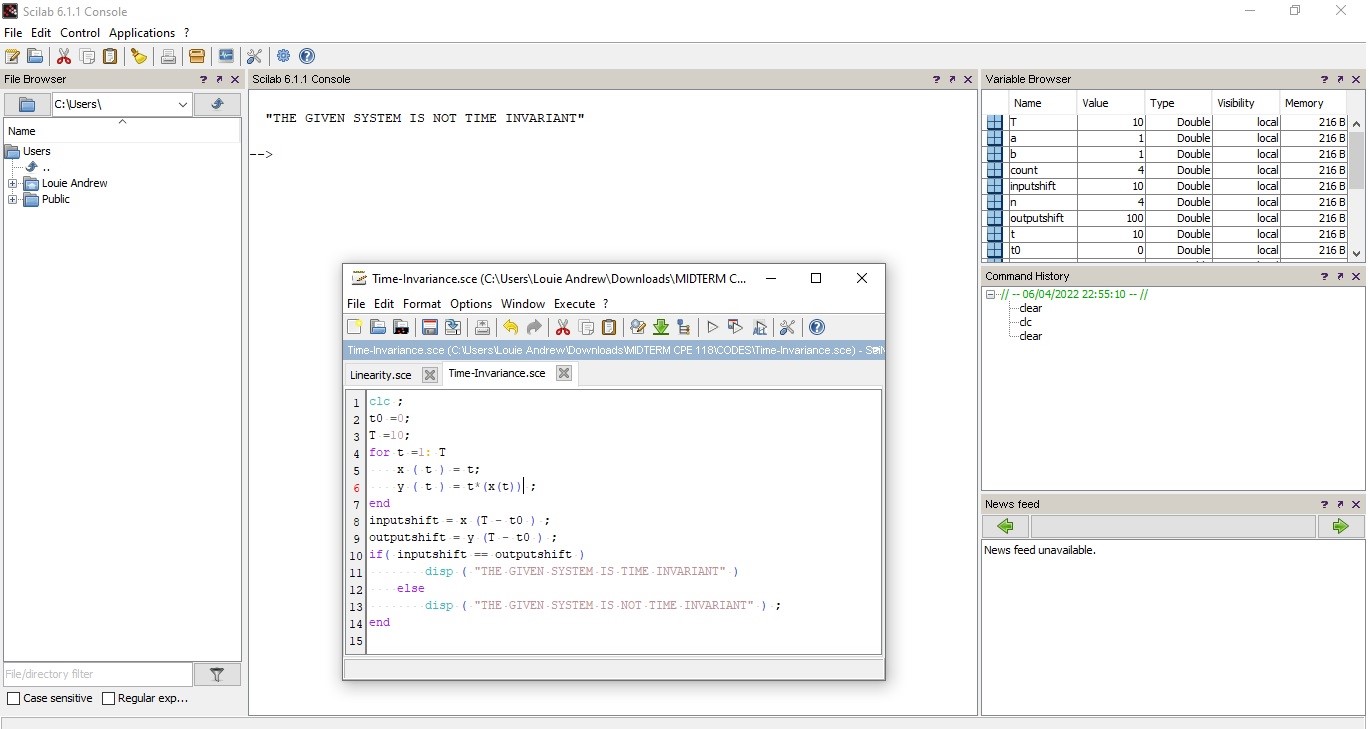 Scilab 6.1.1 Console
File Edit Control Applications ?
File Browser ? Scilab 6.1.1 Console ? Variable Browser ?
C:\Users\
Name
Users
..
Louie Andrew
Public
File/directory filter
Case sensitive Regular exp...
"THE GIVEN SYSTEM IS NOT TIME INVARIANT"
-->
Time-Invariance.sce (C:\Users\Louie Andrew\Downloads\MIDTERM C...
File Edit Format Options Window Execute ?
Time-Invariance.sce (C:\Users\Louie Andrew\Downloads\MIDTERM CPE 118\CODES\Time-Invariance.sce) -
Linearity.sce Time-Invariance.sce
1 clc ;
2 t0 =0;
3 T =10;
4 for t =1: T
5 x ( t ) = t;
6 y ( t ) = t*(x(t)) ;
7 end
8 inputshift = x (T - t0 ) ;
9 outputshift = y (T - t0 ) ;
10 if( inputshift == outputshift )
11 disp ( "THE GIVEN SYSTEM IS TIME INVARIANT" )
12 else
13 disp ( "THE GIVEN SYSTEM IS NOT TIME INVARIANT" ) ;
14 end
15
Name Value Type Visibility Memory
T 10 Double local 216 B
a 1 Double local 216 B
b 1 Double local 216 B
count 4 Double local 216 B
inputshift 10 Double local 216 B
n 4 Double local 216 B
outputshift 100 Double local 216 B
t 10 Double local 216 B
t0 0 Double local 216 B
Command History ?
// -- 06/04/2022 22:55:10 -- //
clear
clc
clear
News feed ?
News feed unavailable.